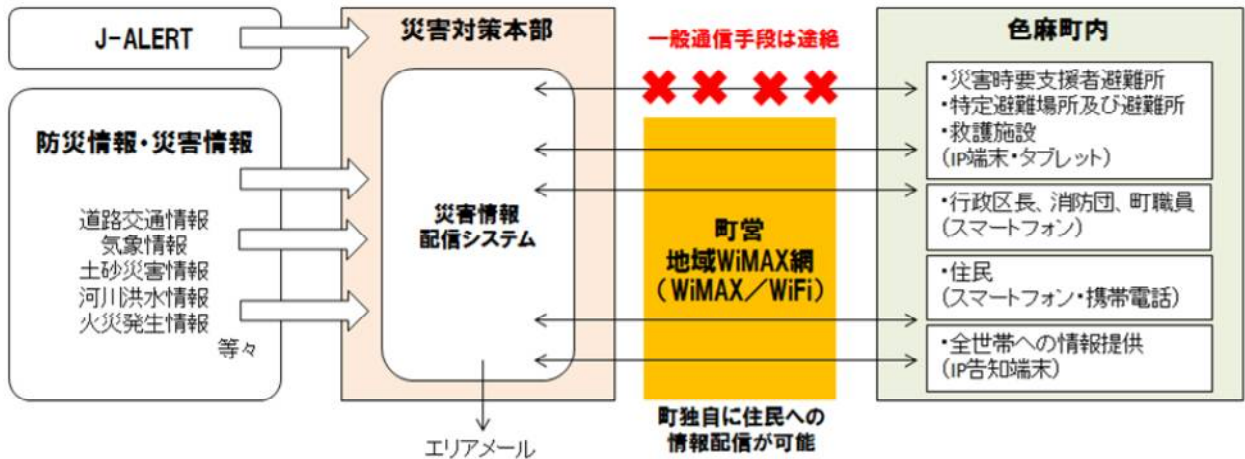 J-ALERT
防災情報・災害情報
道路交通情報
気象情報
土砂災害情報
河川洪水情報
火災発生情報
等々
災害対策本部
災害情報
配信システム
エリアメール
一般通信手段は途絶
町営
地域WiMAX網
(WiMAX/WiFi)
町独自に住民への
情報配信が可能
色麻町内
・災害時要支援者避難所
・特定避難場所及び避難所
・救護施設
(IP端末・タブレット)
・行政区長、消防団、町職員
(スマートフォン)
・住民
(スマートフォン・携帯電話)
・全世帯への情報提供
(IP告知端末)